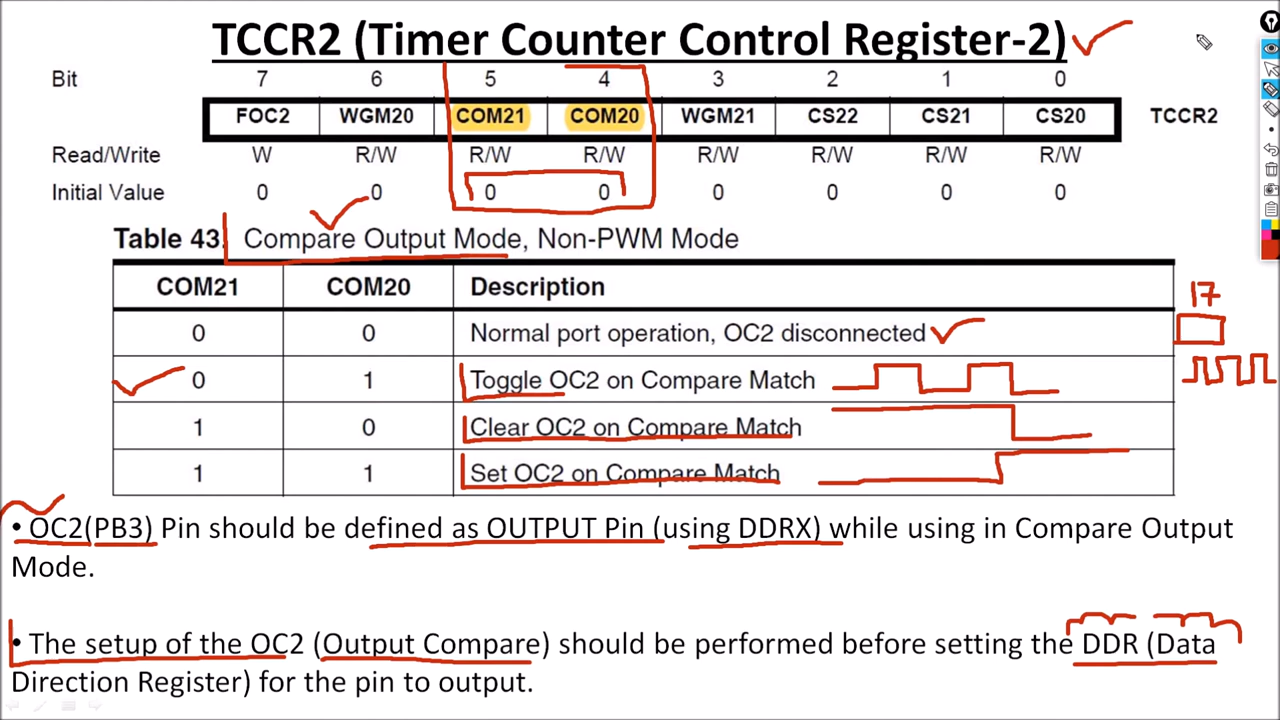 TCCR2 (Timer Counter Control Register-2)
Bit 7 6 5 4 3 2 1 0
FOC2 WGM20 COM21 COM20 WGM21 CS22 CS21 CS20 TCCR2
Read/Write W R/W R/W R/W R/W R/W R/W R/W
Initial Value 0 0 0 0 0 0 0 0
Table 43. Compare Output Mode, Non-PWM Mode
COM21 COM20 Description
17
0 0 Normal port operation, OC2 disconnected
0 1 Toggle OC2 on Compare Match
1 0 Clear OC2 on Compare Match
1 1 Set OC2 on Compare Match
• OC2(PB3) Pin should be defined as OUTPUT Pin (using DDRX) while using in Compare Output
Mode.
• The setup of the OC2 (Output Compare) should be performed before setting the DDR (Data
Direction Register) for the pin to output.